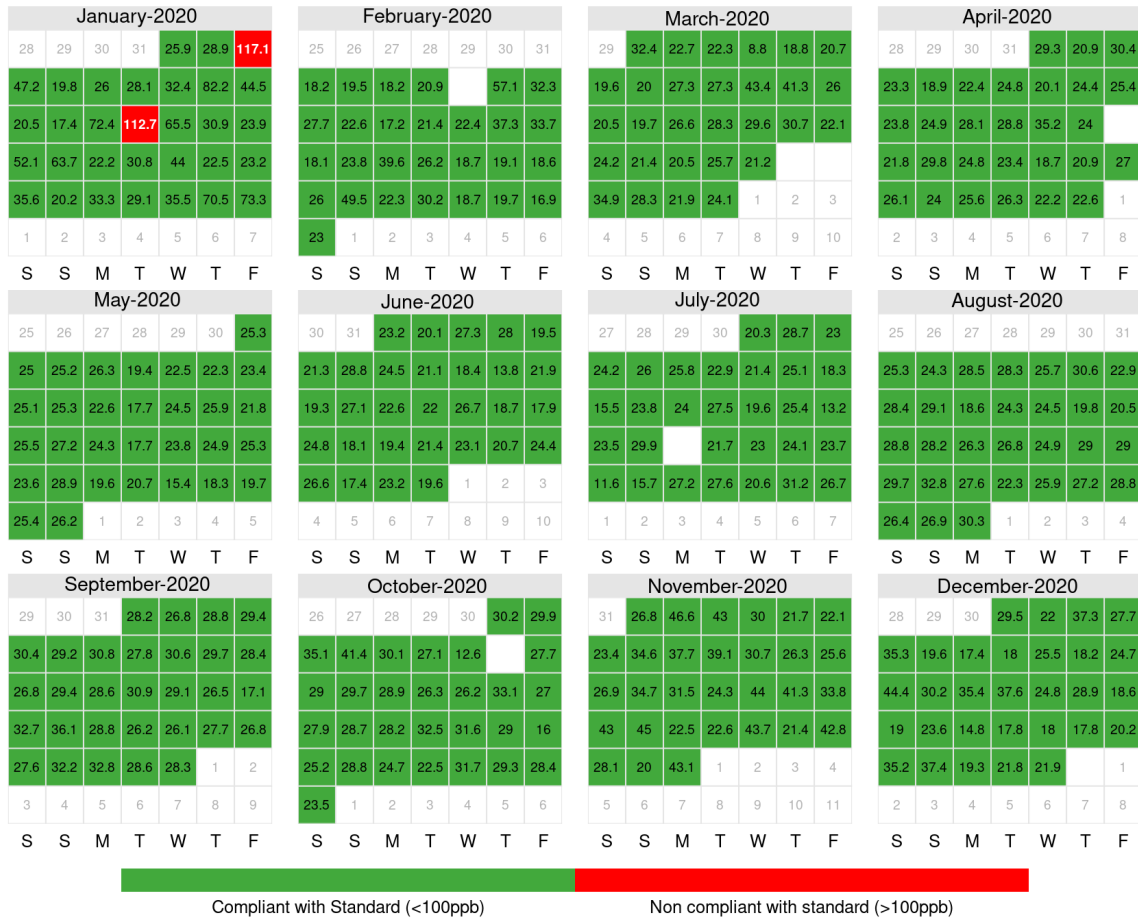 January-2020 February-2020 March-2020 April-2020
28 29 30 31 25.9 28.9 117.1 25 26 27 28 29 30 31 29 32.4 22.7 22.3 8.8 18.8 20.7 28 29 30 31 29.3 20.9 30.4
47.2 19.8 26 28.1 32.4 82.2 44.5 18.2 19.5 18.2 20.9 57.1 32.3 19.6 20 27.3 27.3 43.4 41.3 26 23.3 18.9 22.4 24.8 20.1 24.4 25.4
20.5 17.4 72.4 112.7 65.5 30.9 23.9 27.7 22.6 17.2 21.4 22.4 37.3 33.7 20.5 19.7 26.6 28.3 29.6 30.7 22.1 23.8 24.9 28.1 28.8 35.2 24
52.1 63.7 22.2 30.8 44 22.5 23.2 18.1 23.8 39.6 26.2 18.7 19.1 18.6 24.2 21.4 20.5 25.7 21.2 21.8 29.8 24.8 23.4 18.7 20.9 27
35.6 20.2 33.3 29.1 35.5 70.5 73.3 26 49.5 22.3 30.2 18.7 19.7 16.9 34.9 28.3 21.9 24.1 1 2 3 26.1 24 25.6 26.3 22.2 22.6 1
1 2 3 4 5 6 7 23 1 2 3 4 5 6 4 5 6 7 8 9 10 2 3 4 5 6 7 8
S S M T W T F S S M T W T F S S M T W T F S S M T W T F
May-2020 June-2020 July-2020 August-2020
25 26 27 28 29 30 25.3 30 31 23.2 20.1 27.3 28 19.5 27 28 29 30 20.3 28.7 23 25 26 27 28 29 30 31
25 25.2 26.3 19.4 22.5 22.3 23.4 21.3 28.8 24.5 21.1 18.4 13.8 21.9 24.2 26 25.8 22.9 21.4 25.1 18.3 25.3 24.3 28.5 28.3 25.7 30.6 22.9
25.1 25.3 22.6 17.7 24.5 25.9 21.8 19.3 27.1 22.6 22 26.7 18.7 17.9 15.5 23.8 24 27.5 19.6 25.4 13.2 28.4 29.1 18.6 24.3 24.5 19.8 20.5
25.5 27.2 24.3 17.7 23.8 24.9 25.3 24.8 18.1 19.4 21.4 23.1 20.7 24.4 23.5 29.9 21.7 23 24.1 23.7 28.8 28.2 26.3 26.8 24.9 29 29
23.6 28.9 19.6 20.7 15.4 18.3 19.7 26.6 17.4 23.2 19.6 1 2 3 11.6 15.7 27.2 27.6 20.6 31.2 26.7 29.7 32.8 27.6 22.3 25.9 27.2 28.8
25.4 26.2 1 2 3 4 5 4 5 6 7 8 9 10 1 2 3 4 5 6 7 26.4 26.9 30.3 1 2 3 4
S S M T W T F S S M T W T F S S M T W T F S S M T W T F
September-2020 October-2020 November-2020 December-2020
29 30 31 28.2 26.8 28.8 29.4 26 27 28 29 30 30.2 29.9 31 26.8 46.6 43 30 21.7 22.1 28 29 30 29.5 22 37.3 27.7
30.4 29.2 30.8 27.8 30.6 29.7 28.4 35.1 41.4 30.1 27.1 12.6 27.7 23.4 34.6 37.7 39.1 30.7 26.3 25.6 35.3 19.6 17.4 18 25.5 18.2 24.7
26.8 29.4 28.6 30.9 29.1 26.5 17.1 29 29.7 28.9 26.3 26.2 33.1 27 26.9 34.7 31.5 24.3 44 41.3 33.8 44.4 30.2 35.4 37.6 24.8 28.9 18.6
32.7 36.1 28.8 26.2 26.1 27.7 26.8 27.9 28.7 28.2 32.5 31.6 29 16 43 45 22.5 22.6 43.7 21.4 42.8 19 23.6 14.8 17.8 18 17.8 20.2
27.6 32.2 32.8 28.6 28.3 1 2 25.2 28.8 24.7 22.5 31.7 29.3 28.4 28.1 20 43.1 1 2 3 4 35.2 37.4 19.3 21.8 21.9 1
3 4 5 6 7 8 9 23.5 1 2 3 4 5 6 5 6 7 8 9 10 11 2 3 4 5 6 7 8
S S M T W T F S S M T W T F S S M T W T F S S M T W T F
Compliant with Standard (<100ppb) Non compliant with standard (>100ppb)